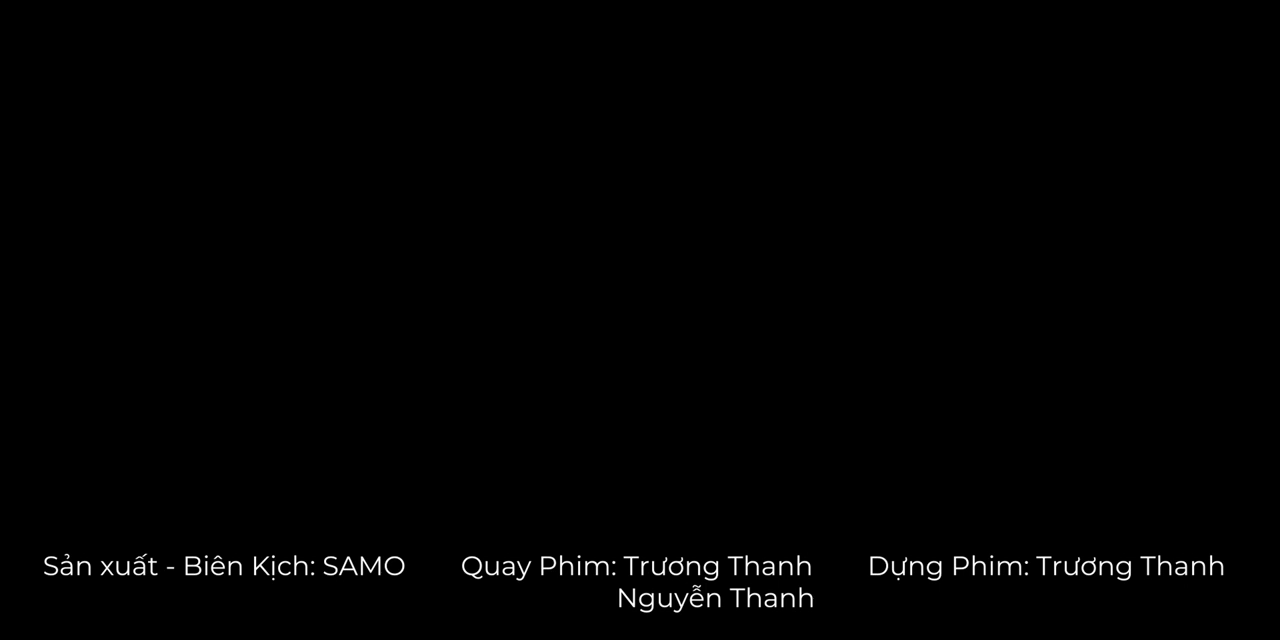 Sản xuất - Biên Kịch: SAMO
Quay Phim: Trương Thanh
Nguyễn Thanh
Dựng Phim: Trương Thanh